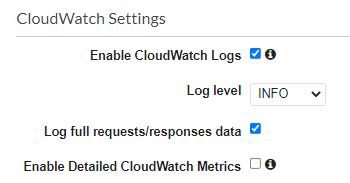 CloudWatch Settings
Enable CloudWatch Logs
Log level INFO
Log full requests/responses data
Enable Detailed CloudWatch Metrics